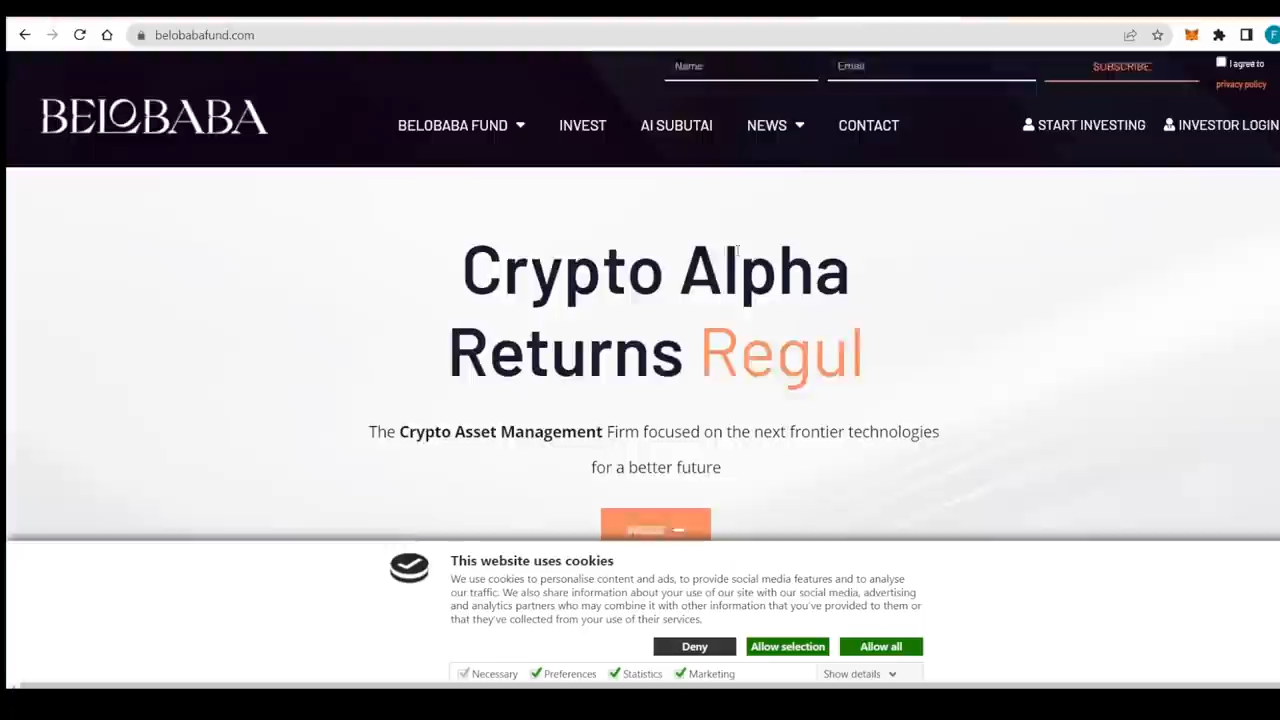 belobabafund.com
F
Name
Email
SUBSCRIBE
I agree to
privacy policy
BELOBABA
BELOBABA FUND
INVEST
AI SUBUTAI
NEWS
CONTACT
START INVESTING
INVESTOR LOGIN
Crypto Alpha
Returns Regul
The Crypto Asset Management Firm focused on the next frontier technologies
for a better future
This website uses cookies
We use cookies to personalise content and ads, to provide social media features and to analyse
our traffic. We also share information about your use of our site with our social media, advertising
and analytics partners who may combine it with other information that you've provided to them or
that they've collected from your use of their services.
Deny
Allow selection
Allow all
Necessary
Preferences
Statistics
Marketing
Show details